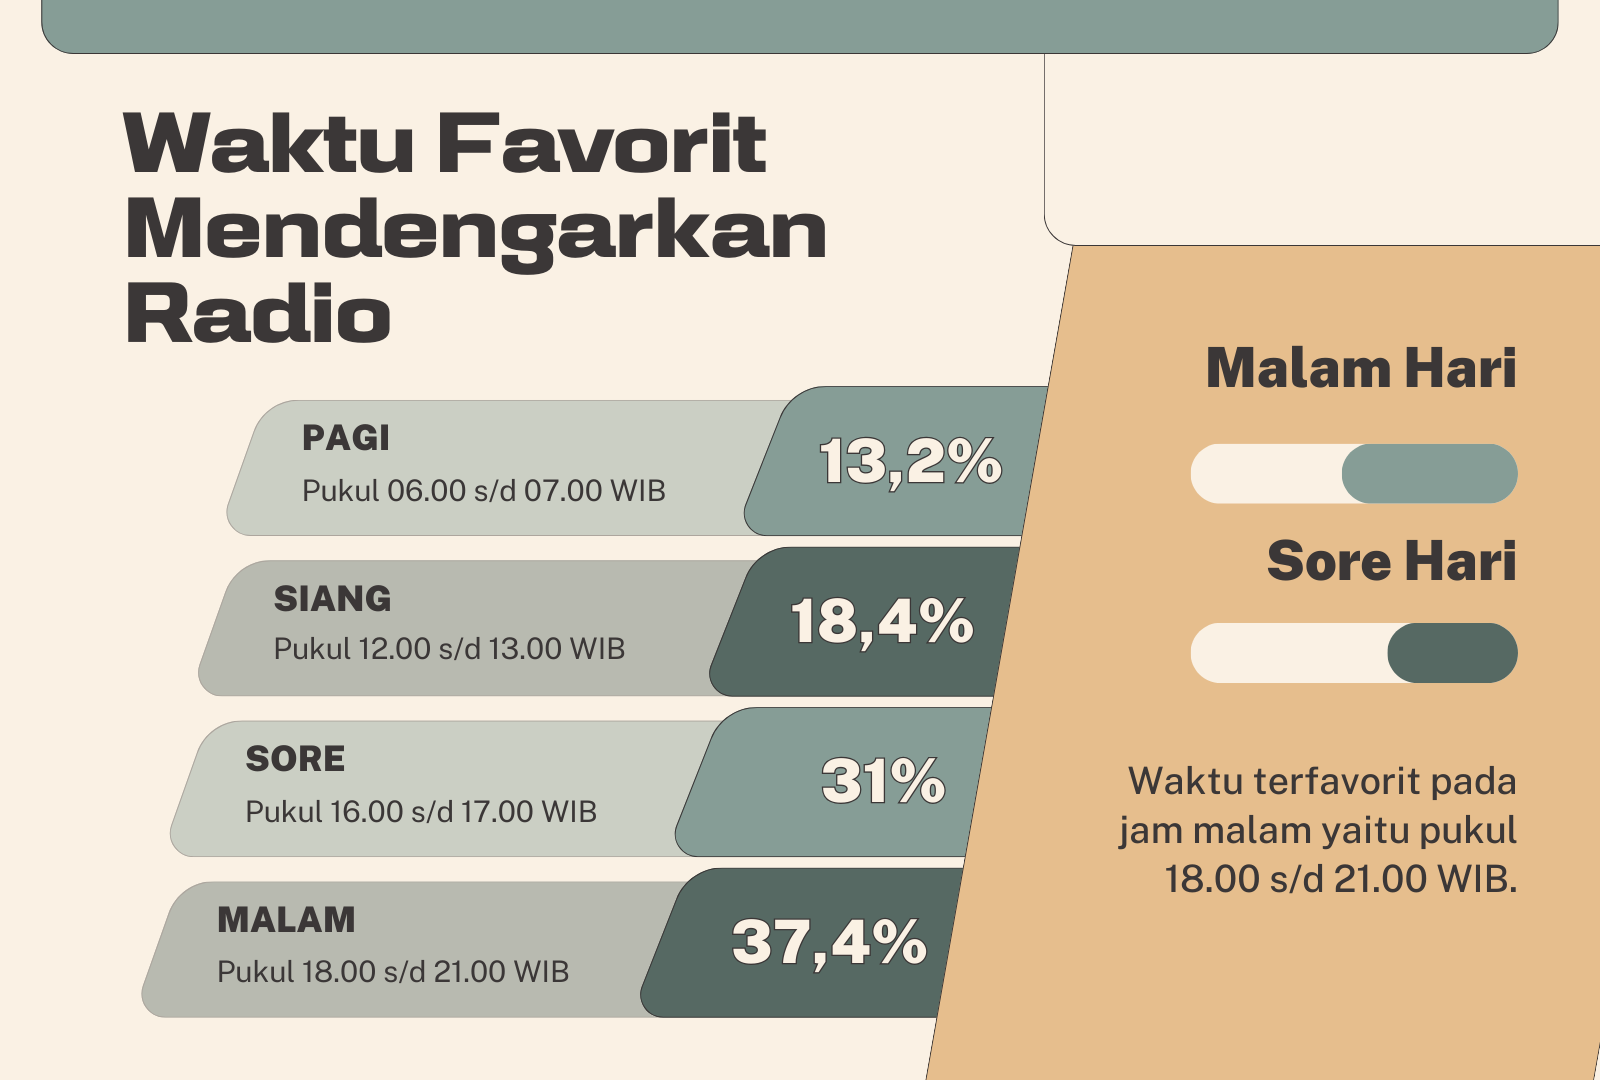 Waktu Favorit
Mendengarkan
Radio
PAGI
Pukul 06.00 s/d 07.00 WIB
13,2%
SIANG
Pukul 12.00 s/d 13.00 WIB
18,4%
SORE
Pukul 16.00 s/d 17.00 WIB
31%
MALAM
Pukul 18.00 s/d 21.00 WIB
37,4%
Malam Hari
Sore Hari
Waktu terfavorit pada
jam malam yaitu pukul
18.00 s/d 21.00 WIB.